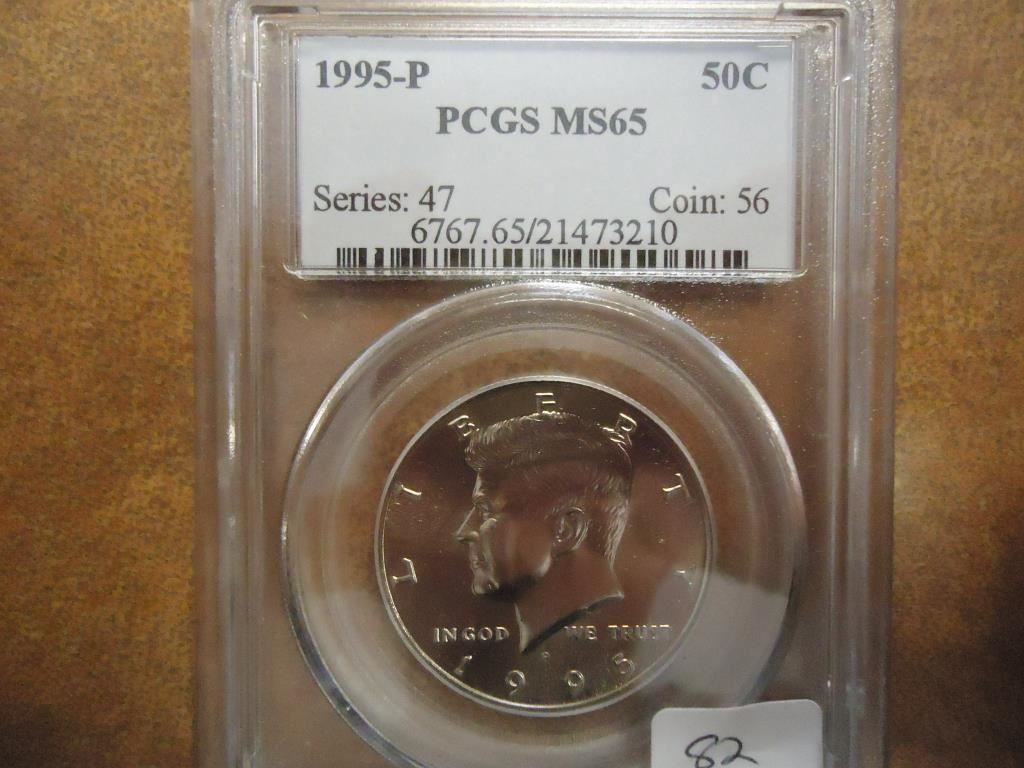 1995-P 50C
PCGS MS65
Series: 47 Coin: 56
6767.65/21473210
LIBERTY
IN GOD WE TRUST
P
1995
82